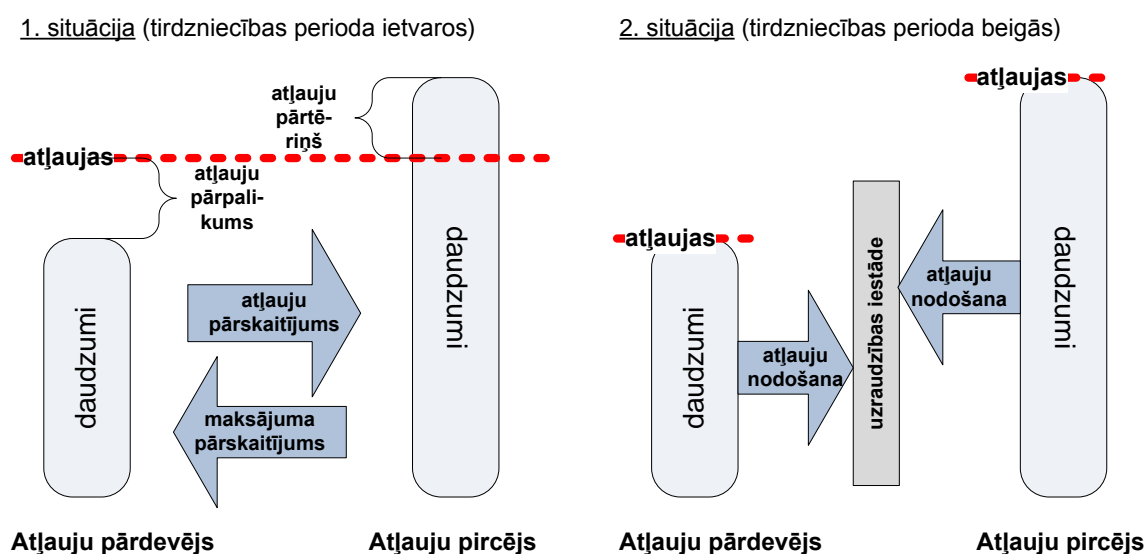 1. situācija (tirdzniecības perioda ietvaros)
atļauju
pārtē-
riņš
atļaujas
atļauju
pārpali-
kums
daudzumi
atļauju
pārskaitījums
maksājuma
pārskaitījums
daudzumi
Atļauju pārdevējs
Atļauju pircējs
2. situācija (tirdzniecības perioda beigās)
atļaujas
atļaujas
daudzumi
atļauju
nodošana
uzraudzības iestāde
atļauju
nodošana
daudzumi
Atļauju pārdevējs
Atļauju pircējs